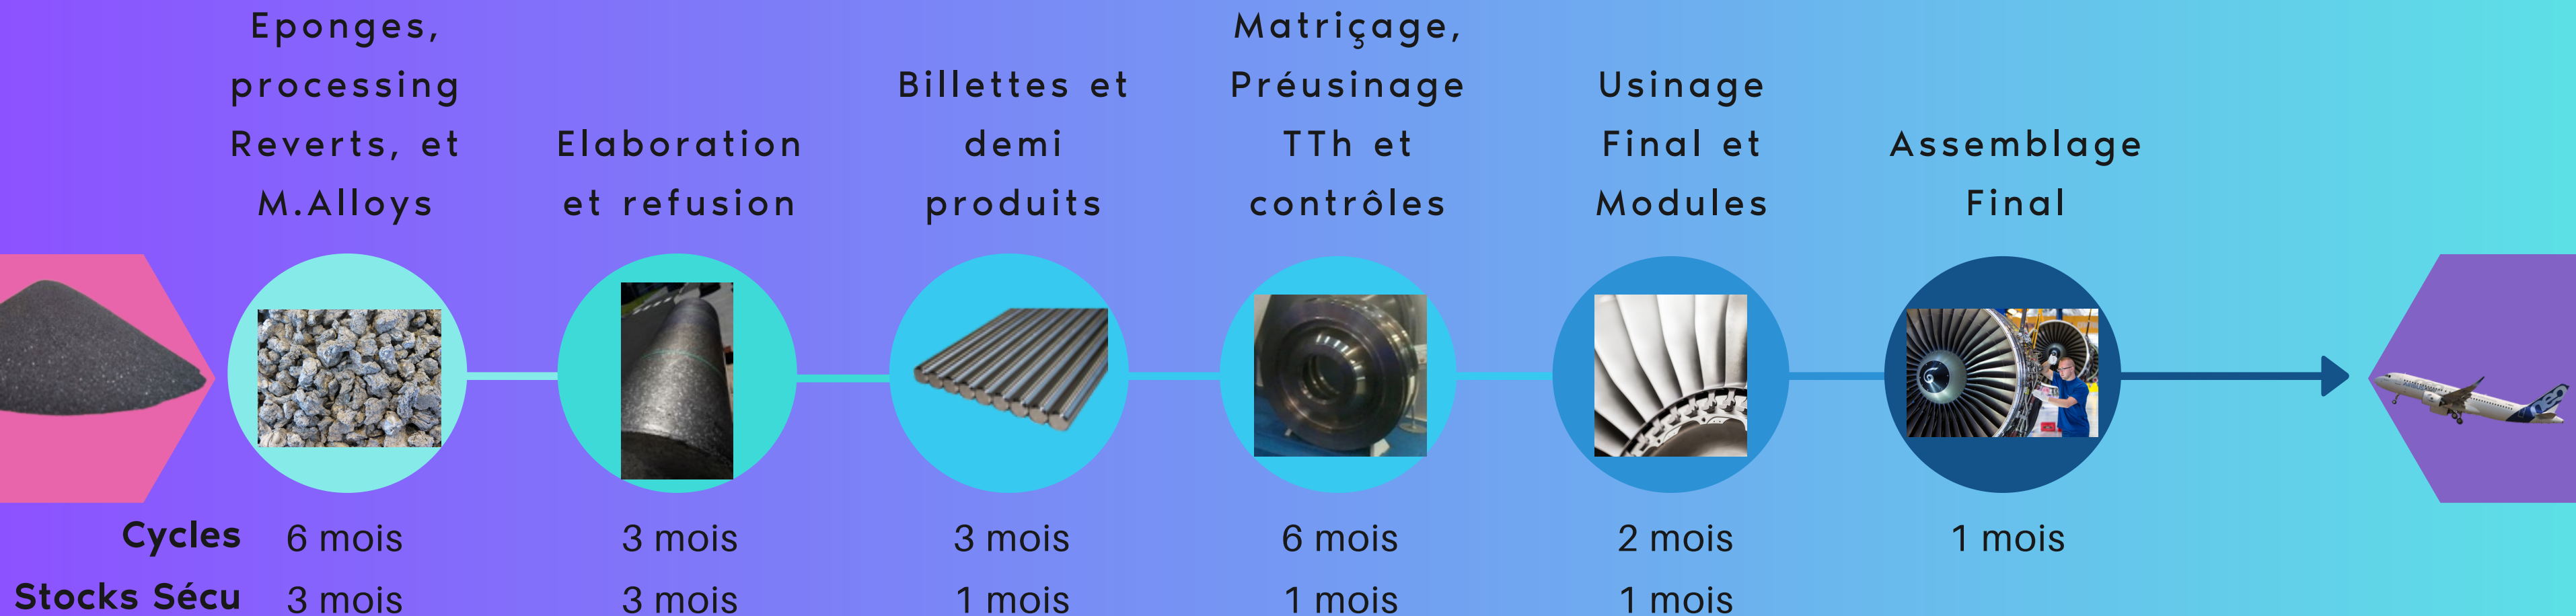 Eponges,
processing
Reverts, et
M.Alloys
Elaboration
et refusion
Billettes et
demi
produits
Matriçage,
Préusinage
TTh et
contrôles
Usinage
Final et
Modules
Assemblage
Final
Cycles 6 mois 3 mois 3 mois 6 mois 2 mois 1 mois
Stocks Sécu 3 mois 3 mois 1 mois 1 mois 1 mois